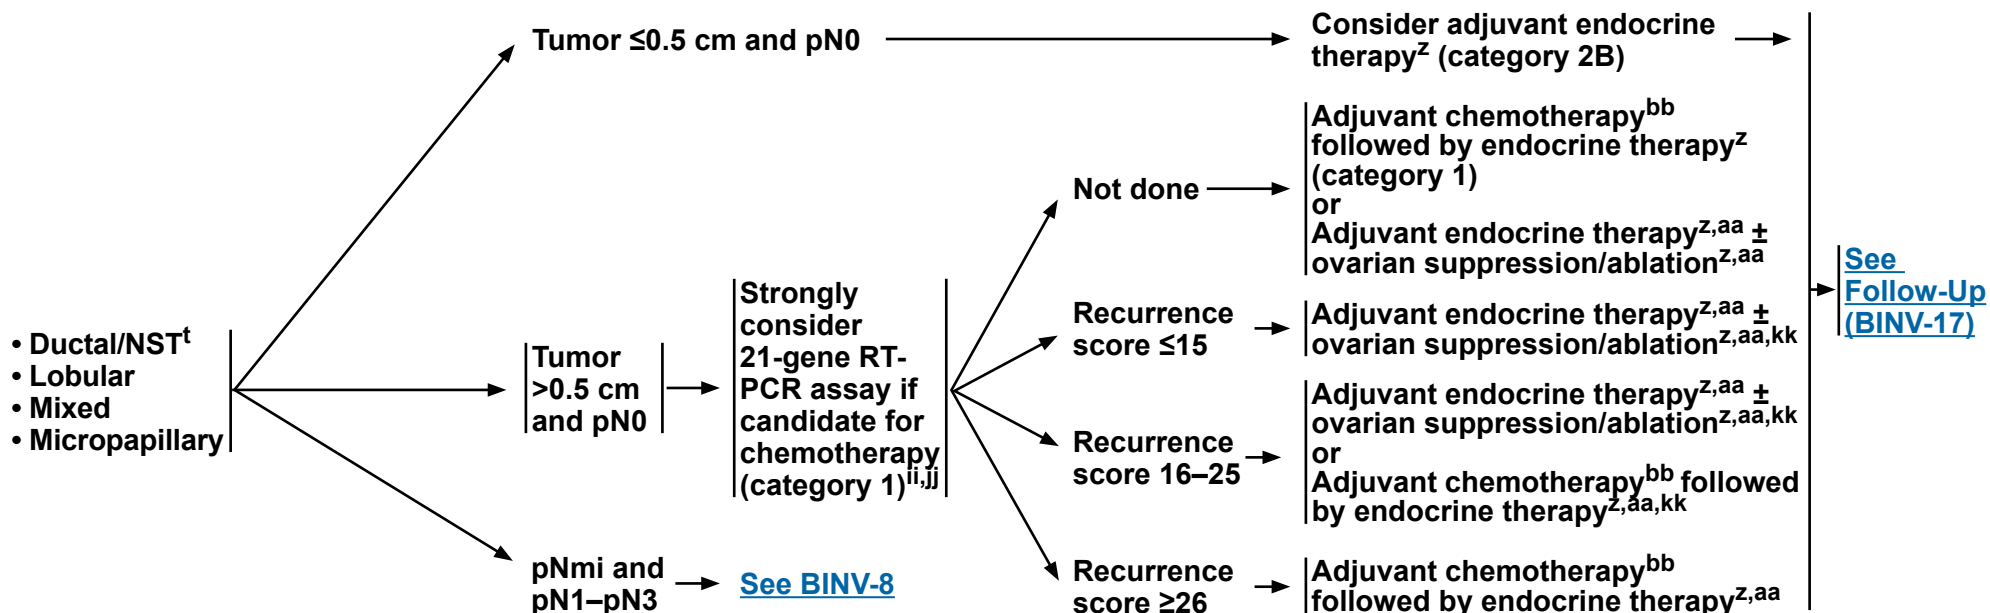 Tumor ≤0.5 cm and pN0
Consider adjuvant endocrine
therapyz (category 2B)
Adjuvant chemotherapybb
followed by endocrine therapyz
(category 1)
or
Adjuvant endocrine therapyz,aa ±
ovarian suppression/ablationz,aa
Not done
• Ductal/NSTt
• Lobular
• Mixed
• Micropapillary
Tumor
>0.5 cm
and pN0
Strongly
consider
21-gene RT-
PCR assay if
candidate for
chemotherapy
(category 1)ii,jj
Recurrence
score ≤15
Adjuvant endocrine therapyz,aa ±
ovarian suppression/ablationz,aa,kk
Recurrence
score 16–25
Adjuvant endocrine therapyz,aa ±
ovarian suppression/ablationz,aa,kk
or
Adjuvant chemotherapybb followed
by endocrine therapyz,aa,kk
See
Follow-Up
(BINV-17)
pNmi and
pN1–pN3
See BINV-8
Recurrence
score ≥26
Adjuvant chemotherapybb
followed by endocrine therapyz,aa